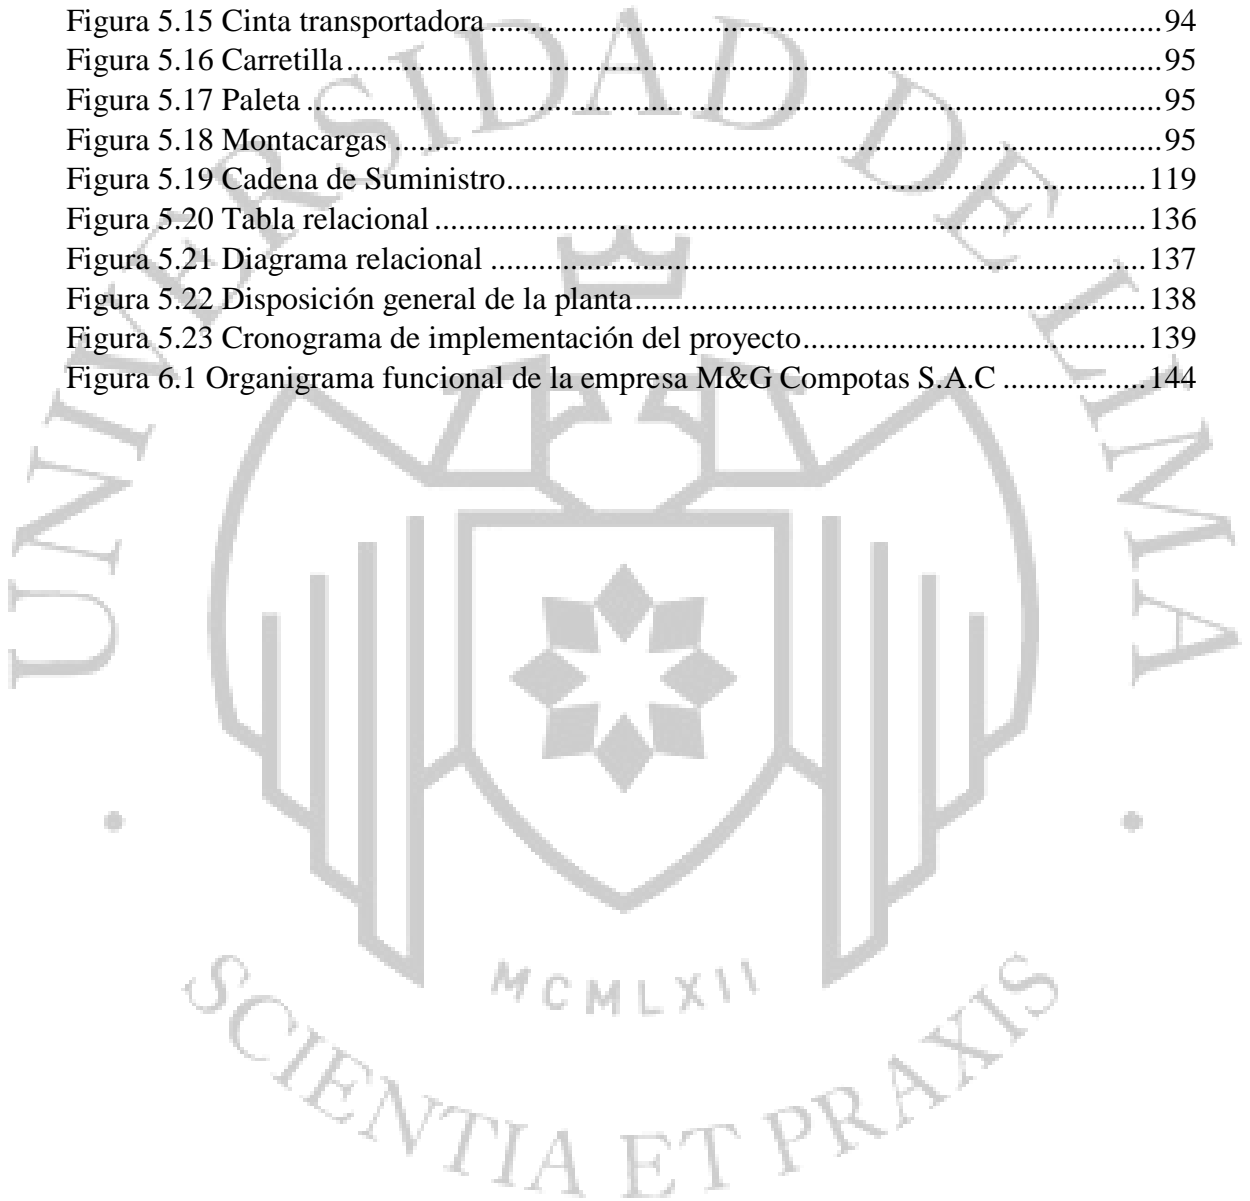 Figura 5.15 Cinta transportadora ........................................................ 94
Figura 5.16 Carretilla ........................................................ 95
Figura 5.17 Paleta ........................................................ 95
Figura 5.18 Montacargas ........................................................ 95
Figura 5.19 Cadena de Suministro ........................................................ 119
Figura 5.20 Tabla relacional ........................................................ 136
Figura 5.21 Diagrama relacional ........................................................ 137
Figura 5.22 Disposición general de la planta ........................................................ 138
Figura 5.23 Cronograma de implementación del proyecto ........................................................ 139
Figura 6.1 Organigrama funcional de la empresa M&G Compotas S.A.C ........................................................ 144
UNIVERSIDAD DE LIMA
MCMLXII
SCIENTIA ET PRAXIS